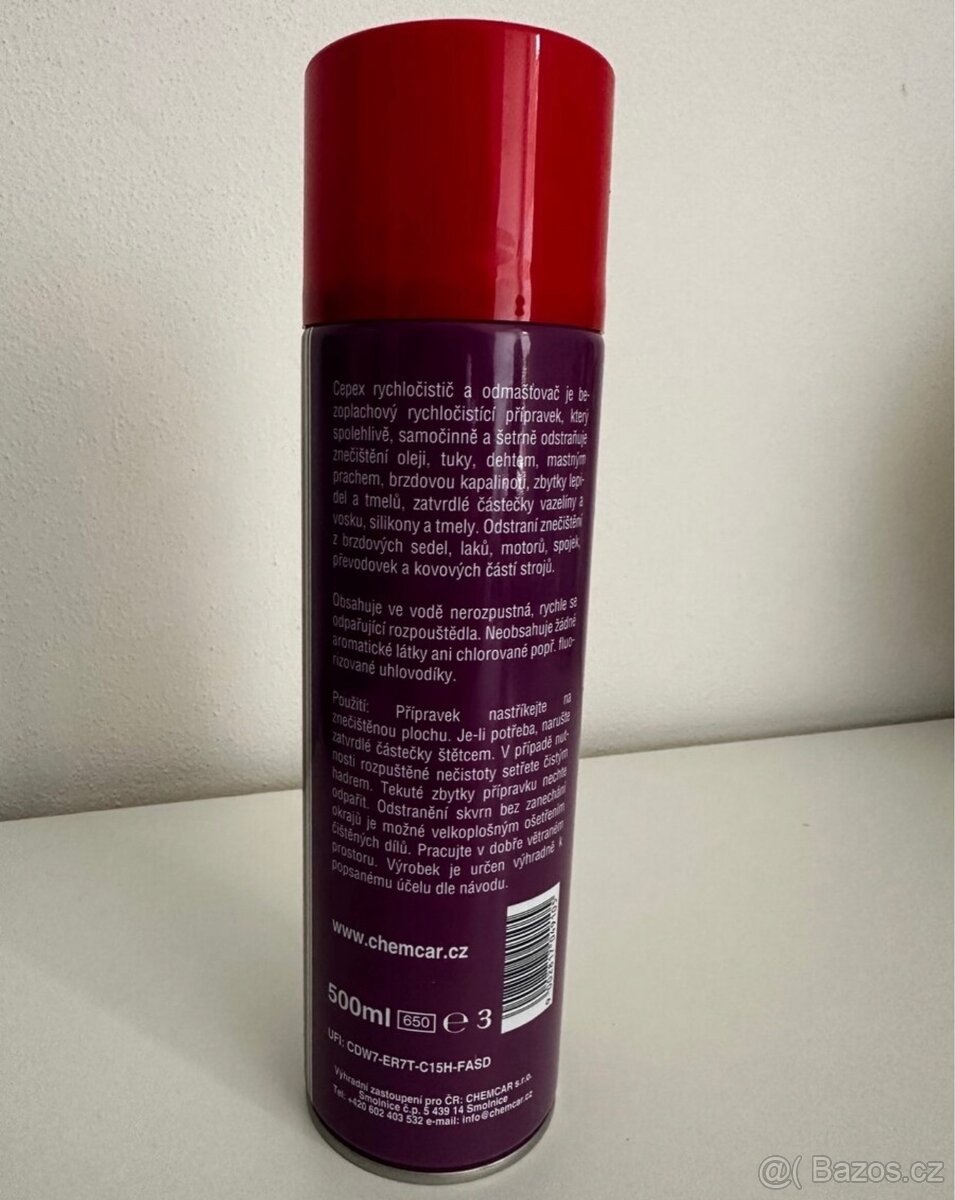 Cepex rychločistič a odmašťovač je be-
zoplachový rychločistící přípravek, který
spolehlivě, samočinně a šetrně odstraňuje
znečištění oleji, tuky, dehtem, mastným
prachem, brzdovou kapalinou, zbytky lepi-
del a tmelů, zatvrdlé částečky vazelíny a
vosku, silikony a tmely. Odstraní znečištění
z brzdových sedel, laků, motorů, spojek,
převodovek a kovových částí strojů.
Obsahuje ve vodě nerozpustná, rychle se
odpařující rozpouštědla. Neobsahuje žádné
aromatické látky ani chlorované popř. fluo-
rizované uhlovodíky.
Použití: Přípravek nastříkejte na
znečištěnou plochu. Je-li potřeba, narušte
zatvrdlé částečky štětcem. V případě nut-
nosti rozpuštěné nečistoty setřete čistým
hadrem. Tekuté zbytky přípravku nechte
odpařit. Odstranění skvrn bez zanechání
okrajů je možné velkoplošným ošetřením
čištěných dílů. Pracujte v dobře větraném
prostoru. Výrobek je určen výhradně k
popsanému účelu dle návodu.
www.chemcar.cz
500ml 650 e 3
UFI: CDW7-ER7T-C15H-FASD
Výhradní zastoupení pro ČR: CHEMCAR s.r.o.
Smolnice č.p. 5 439 14 Smolnice
Tel: +420 602 403 532 e-mail: info@chemcar.cz
@( Bazos.cz